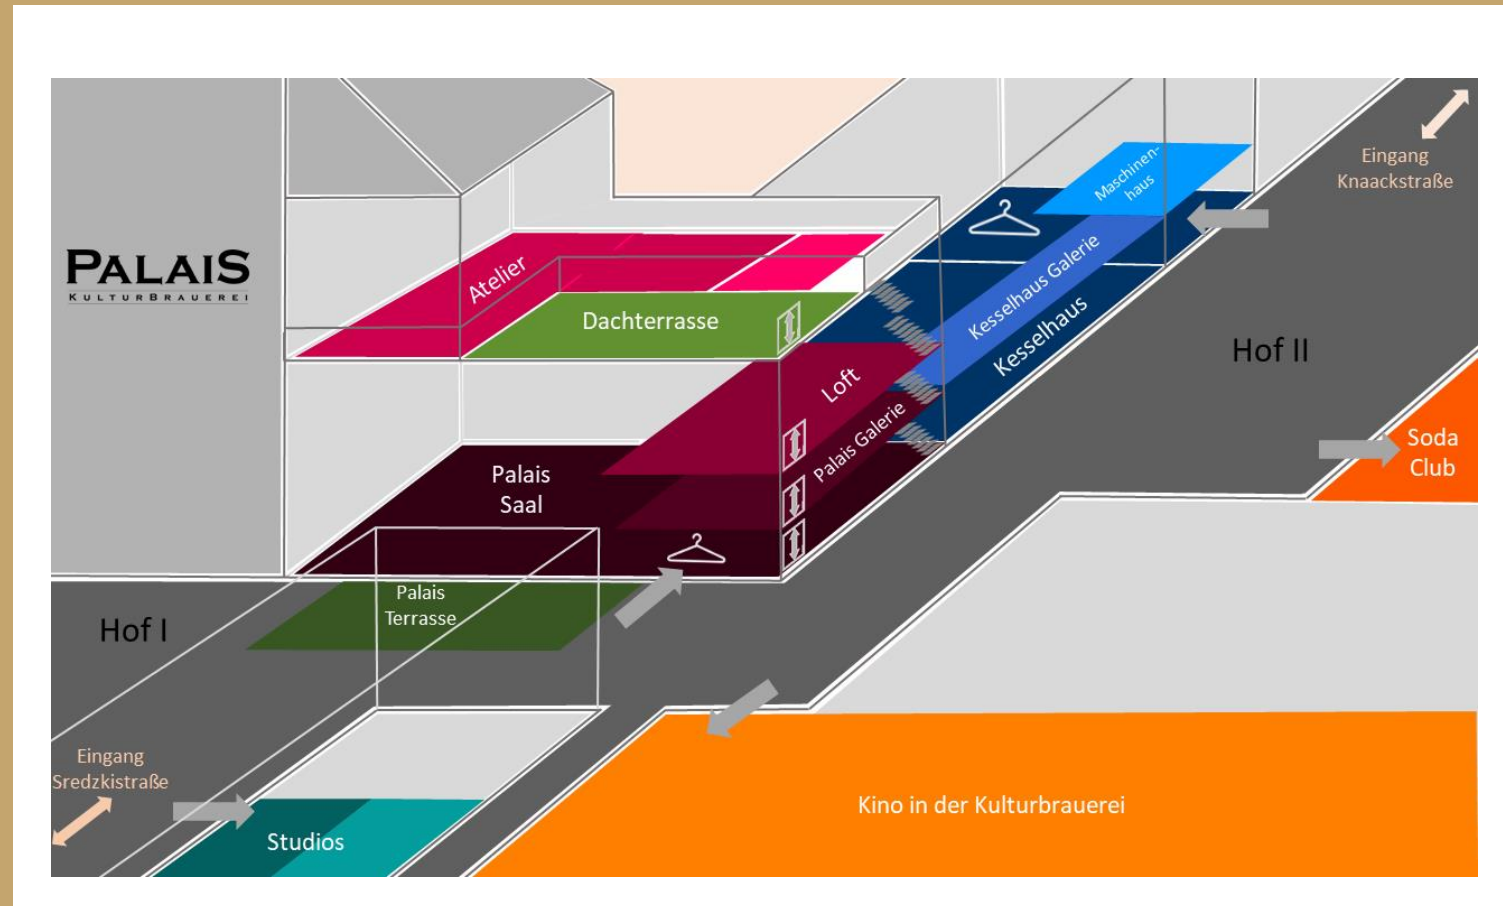 PALAIS
KULTURBRAUEREI
Eingang
Knaackstraße
Maschinen-
haus
Kesselhaus Galerie
Kesselhaus
Atelier
Dachterrasse
Loft
Palais Galerie
Hof II
Soda
Club
Palais
Saal
Palais
Terrasse
Hof I
Eingang
Sredzkistraße
Studios
Kino in der Kulturbrauerei